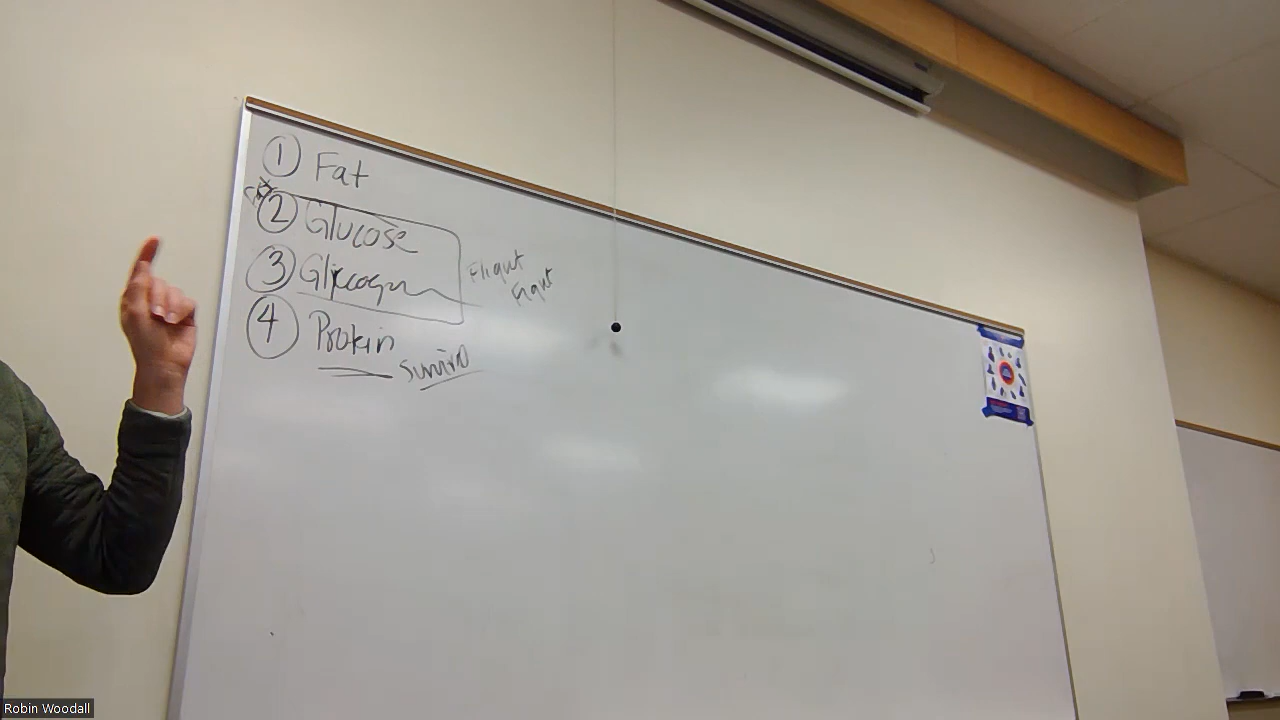 1 Fat
2 Glucose
3 Glycogen
Flight
Fight
4 Protein
Survival
Robin Woodall